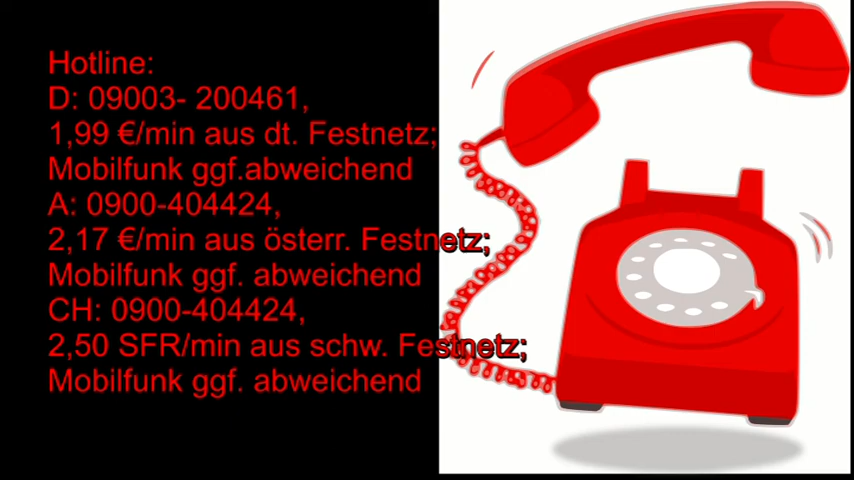 Hotline:
D: 09003- 200461,
1,99 €/min aus dt. Festnetz;
Mobilfunk ggf.abweichend
A: 0900-404424,
2,17 €/min aus österr. Festnetz;
Mobilfunk ggf. abweichend
CH: 0900-404424,
2,50 SFR/min aus schw. Festnetz;
Mobilfunk ggf. abweichend